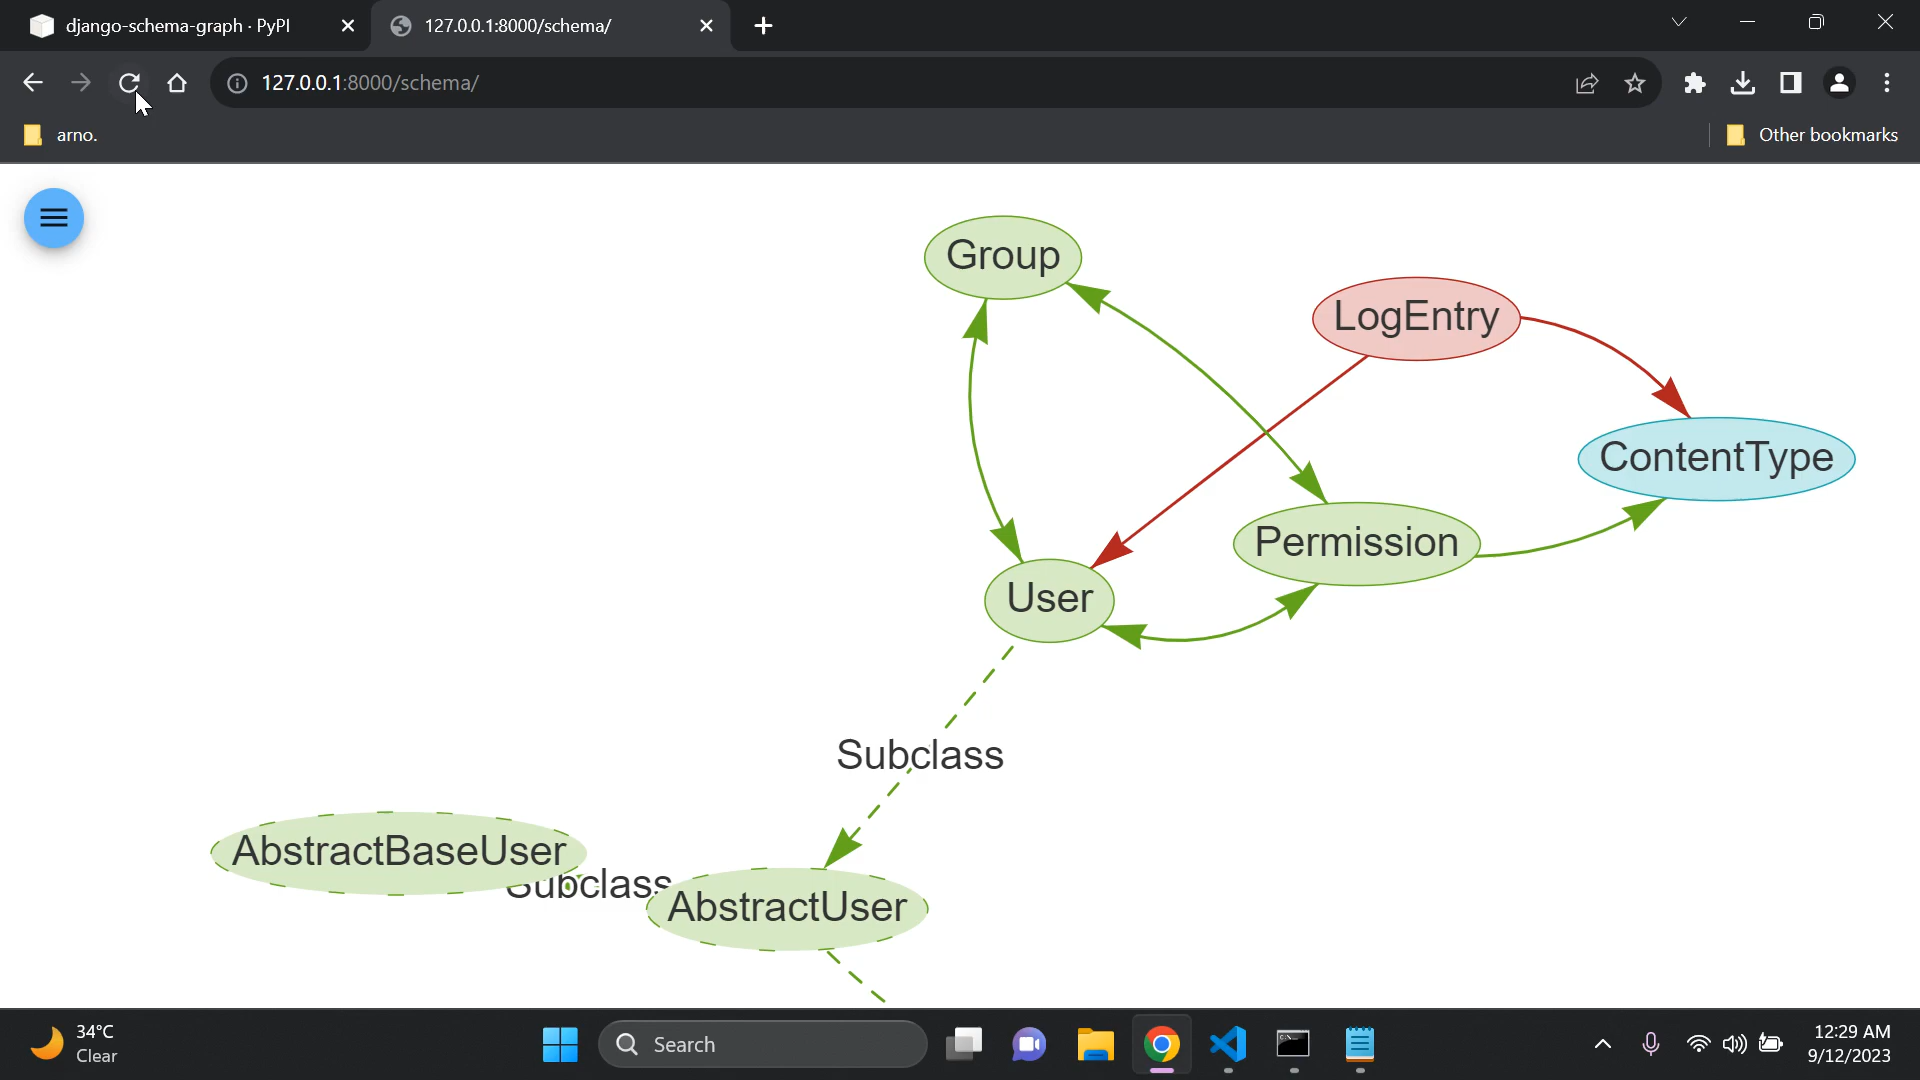 django-schema-graph · PyPI
127.0.0.1:8000/schema/
127.0.0.1:8000/schema/
arno.
Other bookmarks
Group
LogEntry
ContentType
Permission
User
Subclass
AbstractBaseUser
Subclass
AbstractUser
34°C
Clear
Search
12:29 AM
9/12/2023